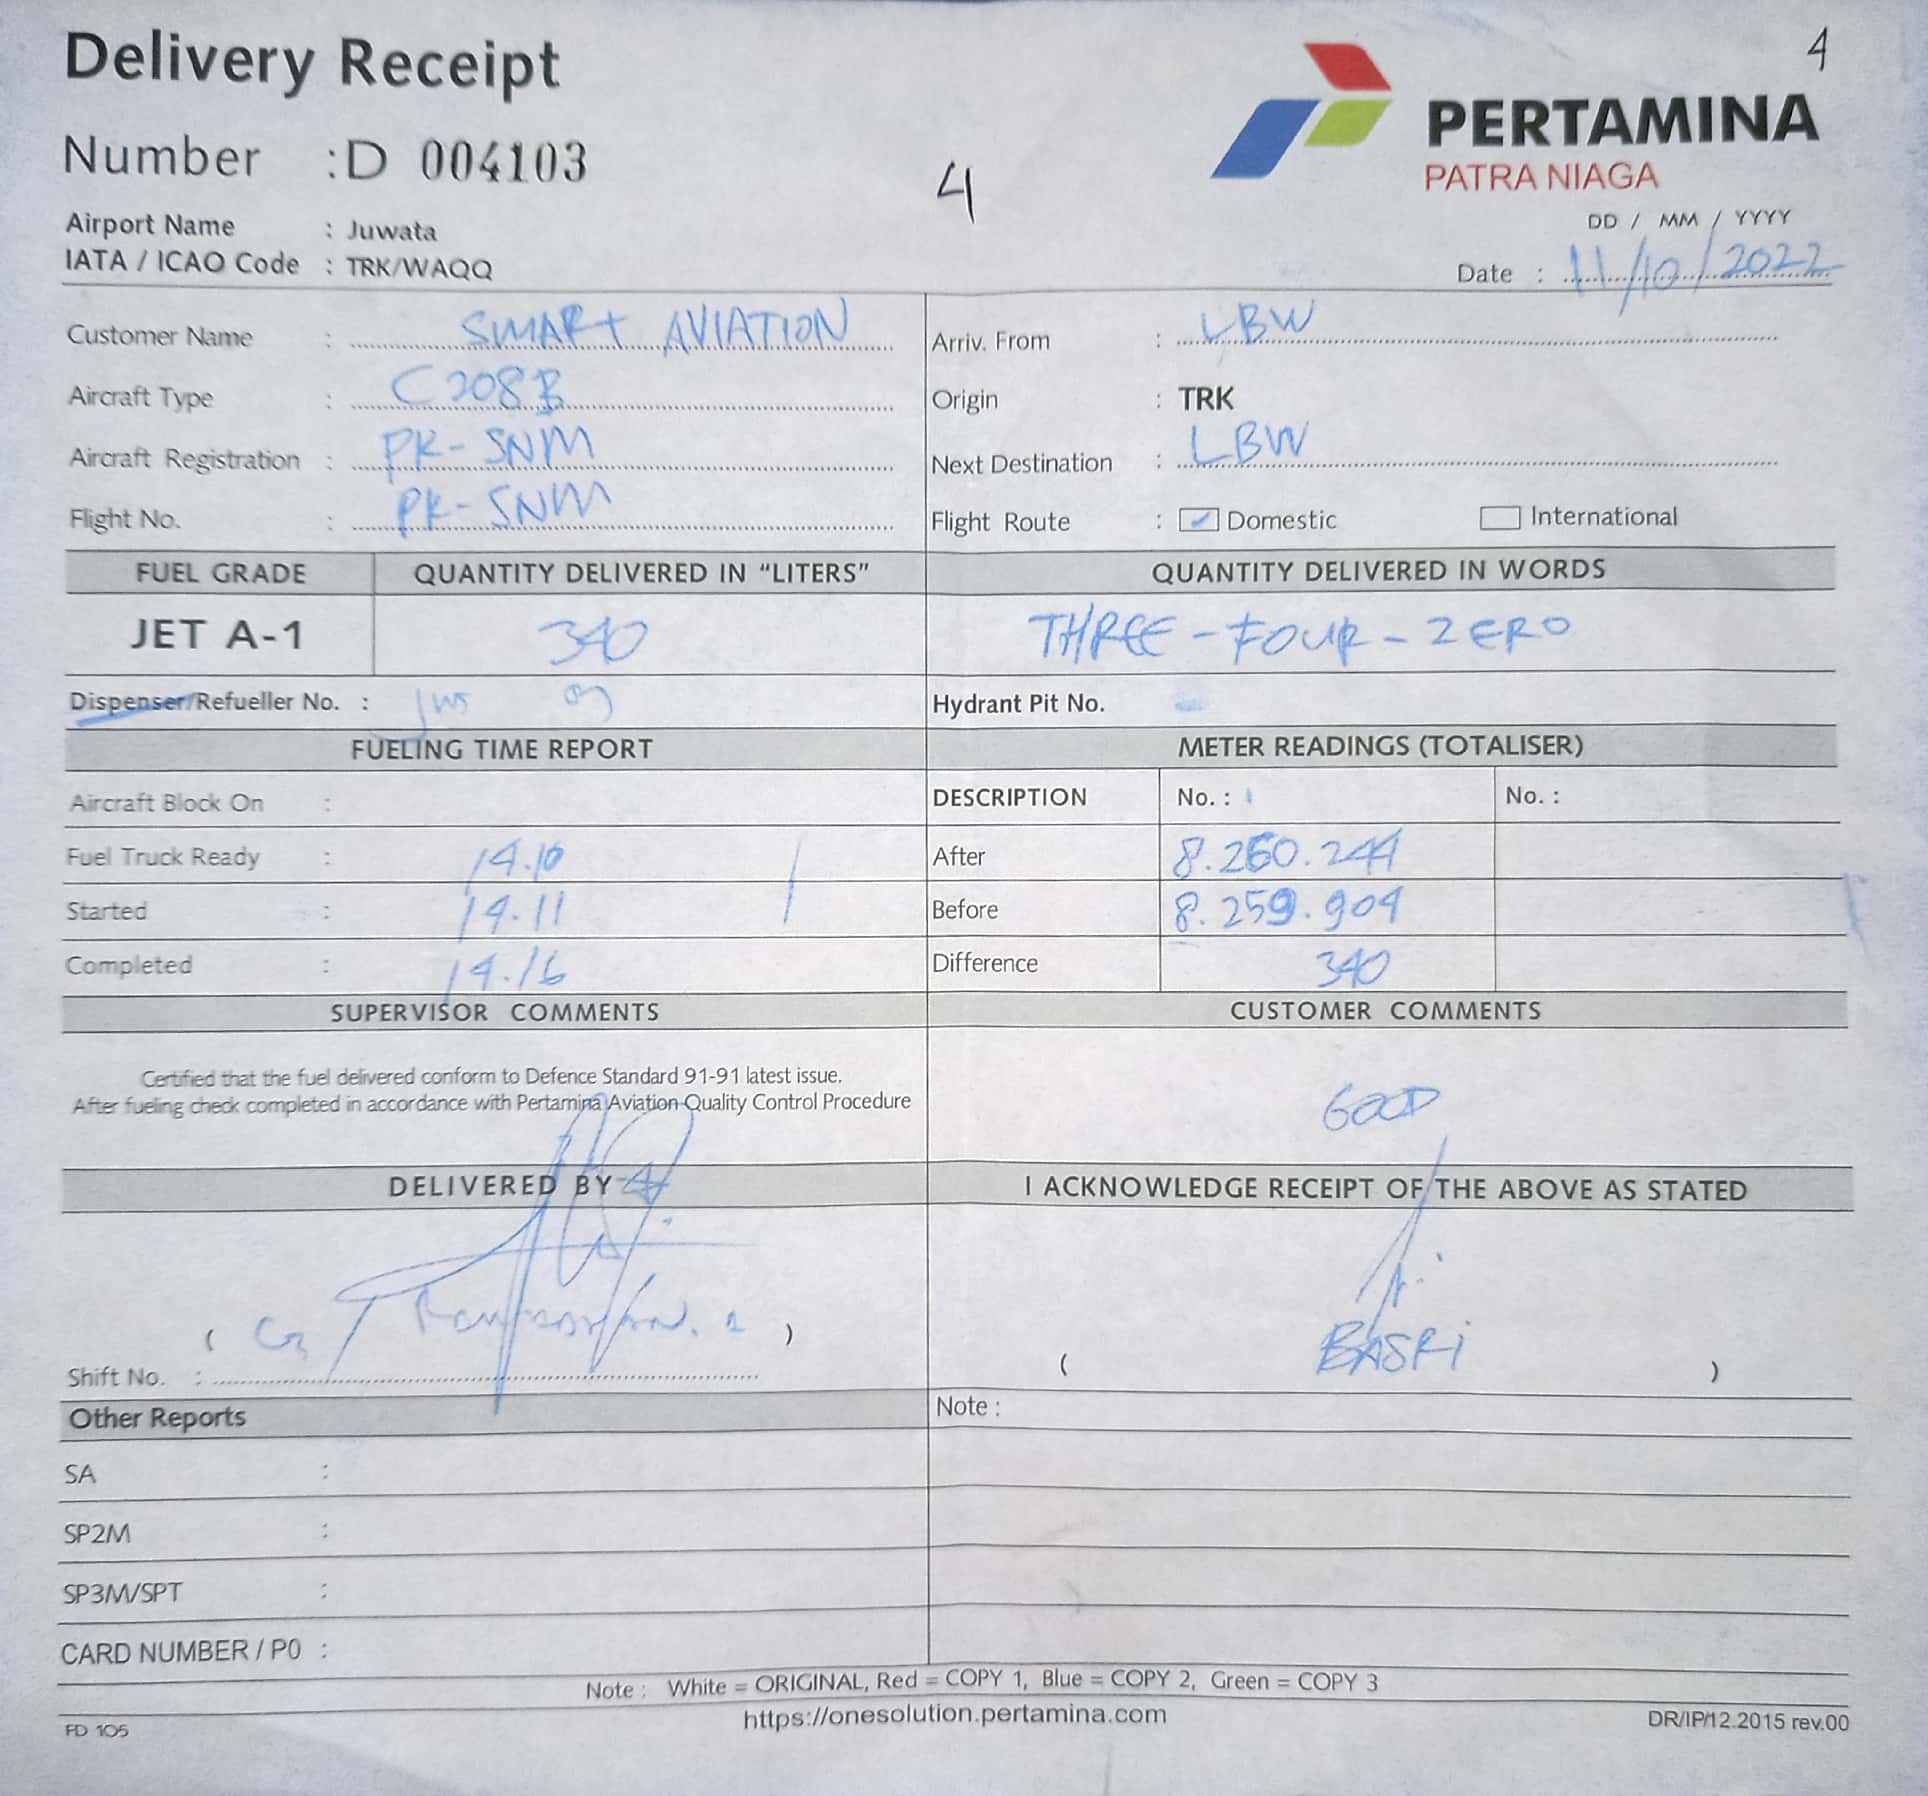 Delivery Receipt
4
PERTAMINA
PATRA NIAGA
Number : D 004103
4
Airport Name : Juwata
DD / MM / YYYY
IATA / ICAO Code : TRK/WAQQ
Date : 11/10/2022
Customer Name : SMART AVIATION
Arriv. From : LBW
Aircraft Type : C208B
Origin : TRK
Aircraft Registration : PK-SNM
Next Destination : LBW
Flight No. : PK-SNM
Flight Route : Domestic International
FUEL GRADE QUANTITY DELIVERED IN "LITERS" QUANTITY DELIVERED IN WORDS
JET A-1 340 THREE-FOUR-ZERO
Dispenser/Refueller No. :
Hydrant Pit No.
FUELING TIME REPORT METER READINGS (TOTALISER)
Aircraft Block On :
DESCRIPTION No. : 1 No. :
Fuel Truck Ready : 14.10
After 8.260.244
Started : 14.11
Before 8.259.904
Completed : 14.16
Difference 340
SUPERVISOR COMMENTS CUSTOMER COMMENTS
Certified that the fuel delivered conform to Defence Standard 91-91 latest issue.
After fueling check completed in accordance with Pertamina Aviation Quality Control Procedure
GOOD
DELIVERED BY I ACKNOWLEDGE RECEIPT OF THE ABOVE AS STATED
( )
( BASRi )
Shift No. :
Other Reports
Note :
SA :
SP2M :
SP3M/SPT :
CARD NUMBER / P0 :
Note : White = ORIGINAL, Red = COPY 1, Blue = COPY 2, Green = COPY 3
https://onesolution.pertamina.com
FD 105
DR/IP/12.2015 rev.00